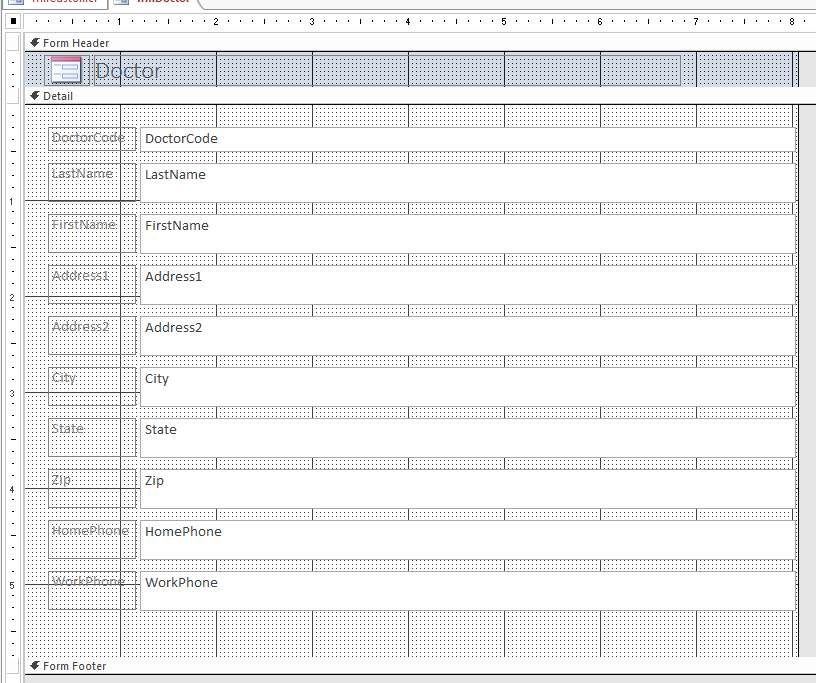 1 2 3 4 5 6 7 8
Form Header
Doctor
Detail
DoctorCode DoctorCode
LastName LastName
1
FirstName FirstName
Address1 Address1
2
Address2 Address2
City City
3
State State
Zip Zip
4
HomePhone HomePhone
WorkPhone WorkPhone
5
Form Footer